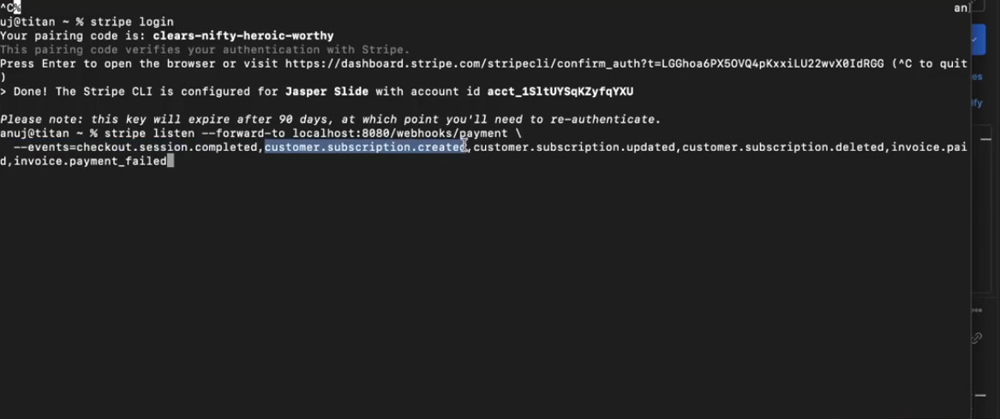 ^C%
an
uj@titan ~ % stripe login
Your pairing code is: clears-nifty-heroic-worthy
This pairing code verifies your authentication with Stripe.
Press Enter to open the browser or visit https://dashboard.stripe.com/stripecli/confirm_auth?t=LGGhoa6PX5OVQ4pKxxiLU22wvX0IdRGG (^C to quit
)
> Done! The Stripe CLI is configured for Jasper Slide with account id acct_1SltUYSqKZyfqYXU
Please note: this key will expire after 90 days, at which point you'll need to re-authenticate.
anuj@titan ~ % stripe listen --forward-to localhost:8080/webhooks/payment \
--events=checkout.session.completed,customer.subscription.created,customer.subscription.updated,customer.subscription.deleted,invoice.pai
d,invoice.payment_failed
es
ify